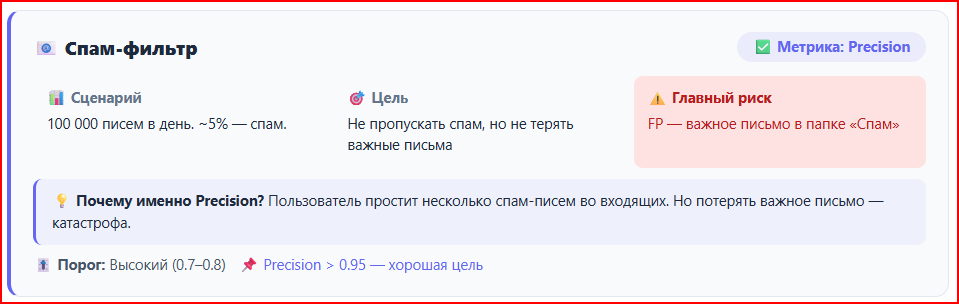 Спам-фильтр
Метрика: Precision
Сценарий
100 000 писем в день. ~5% — спам.
Цель
Не пропускать спам, но не терять
важные письма
Главный риск
FP — важное письмо в папке «Спам»
Почему именно Precision? Пользователь простит несколько спам-писем во входящих. Но потерять важное письмо —
катастрофа.
Порог: Высокий (0.7–0.8) Precision > 0.95 — хорошая цель